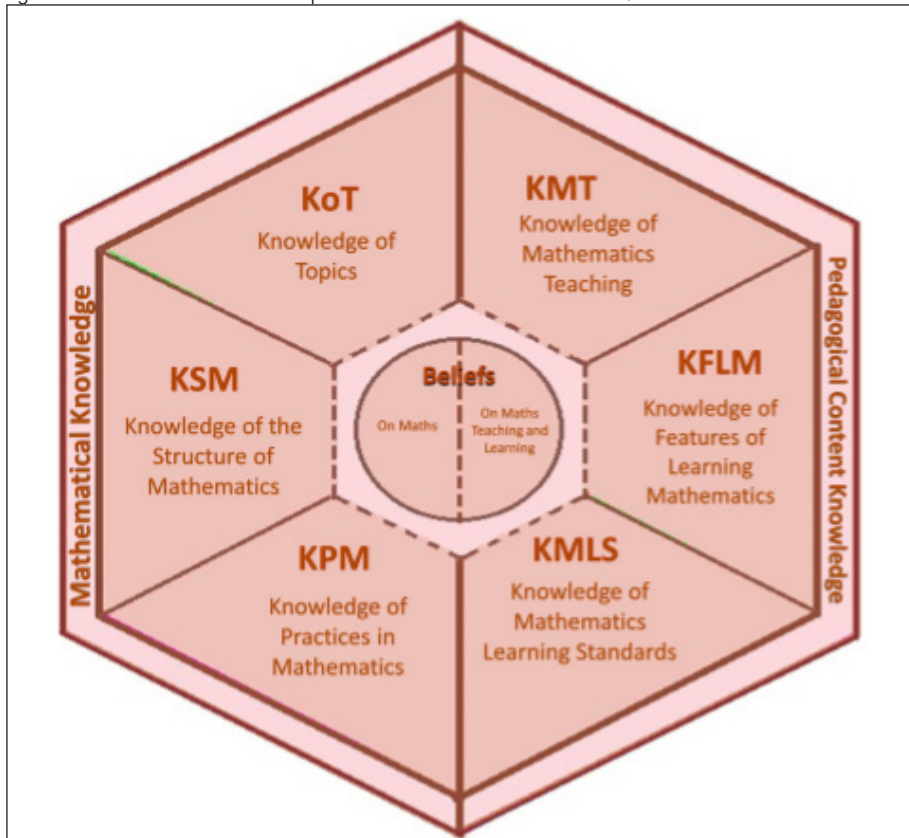 KoT
Knowledge of
Topics
KMT
Knowledge of
Mathematics
Teaching
Mathematical Knowledge
KSM
Knowledge of the
Structure of
Mathematics
Beliefs
On Maths
On Maths
Teaching and
Learning
KFLM
Knowledge of
Features of
Learning
Mathematics
Pedagogical Content Knowledge
KPM
Knowledge of
Practices in
Mathematics
KMLS
Knowledge of
Mathematics
Learning Standards